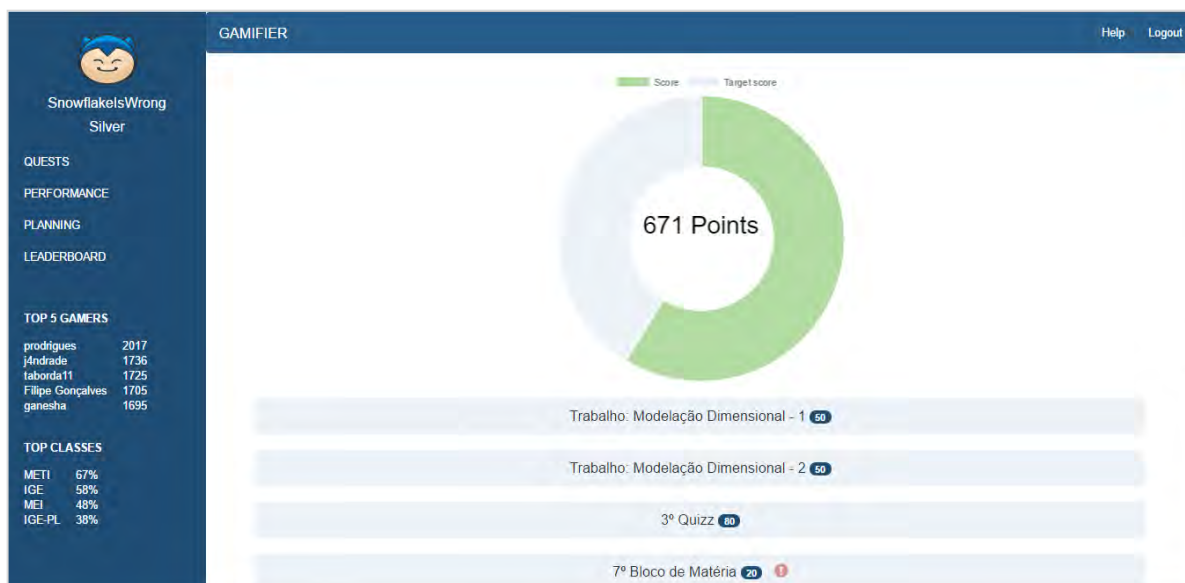 GAMIFIER
Help
Logout
SnowflakeIsWrong
Silver
QUESTS
PERFORMANCE
PLANNING
LEADERBOARD
TOP 5 GAMERS
prodrigues 2017
j4ndrade 1736
taborda11 1725
Filipe Gonçalves 1705
ganesha 1695
TOP CLASSES
METI 67%
IGE 58%
MEI 48%
IGE-PL 38%
Score
Target score
671 Points
Trabalho: Modelação Dimensional - 1 50
Trabalho: Modelação Dimensional - 2 50
3º Quizz 80
7º Bloco de Matéria 20 !